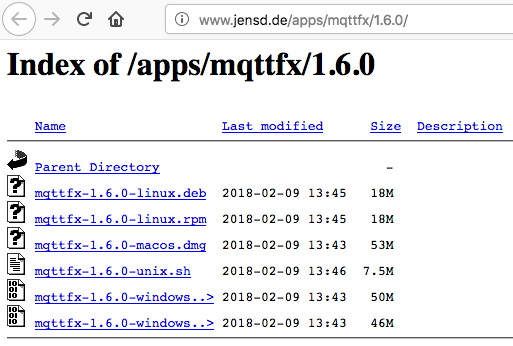 www.jensd.de/apps/mqttfx/1.6.0/
Index of /apps/mqttfx/1.6.0
Name Last modified Size Description
Parent Directory -
mqttfx-1.6.0-linux.deb 2018-02-09 13:45 18M
mqttfx-1.6.0-linux.rpm 2018-02-09 13:45 18M
mqttfx-1.6.0-macos.dmg 2018-02-09 13:43 53M
mqttfx-1.6.0-unix.sh 2018-02-09 13:46 7.5M
mqttfx-1.6.0-windows..> 2018-02-09 13:43 50M
mqttfx-1.6.0-windows..> 2018-02-09 13:43 46M